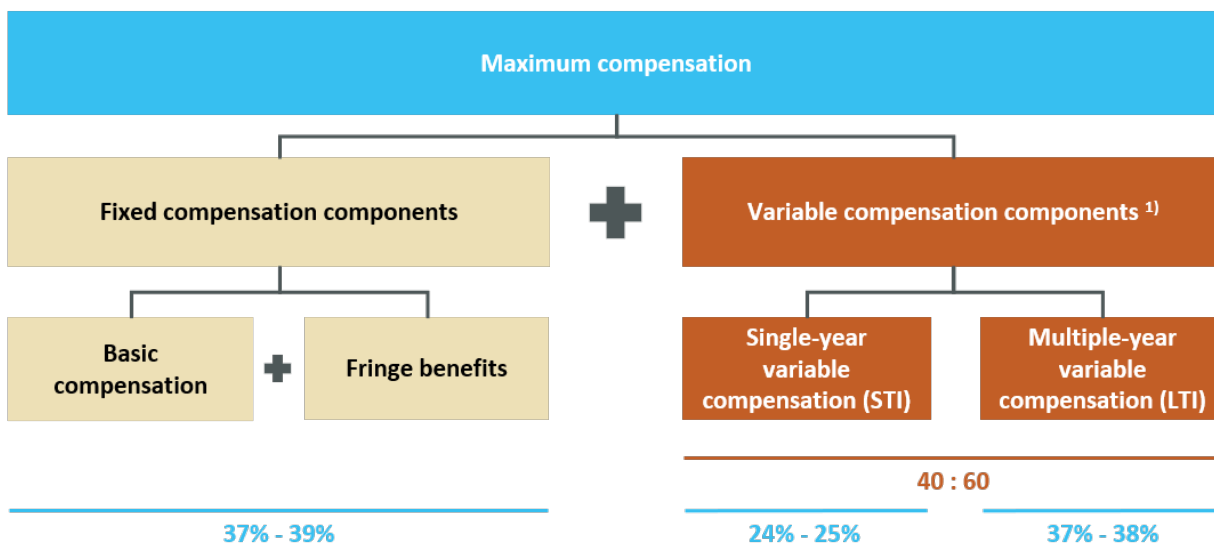 Maximum compensation
Fixed compensation components
Variable compensation components 1)
Basic
compensation
Fringe benefits
Single-year
variable
compensation (STI)
Multiple-year
variable
compensation (LTI)
40 : 60
37% - 39%
24% - 25%
37% - 38%